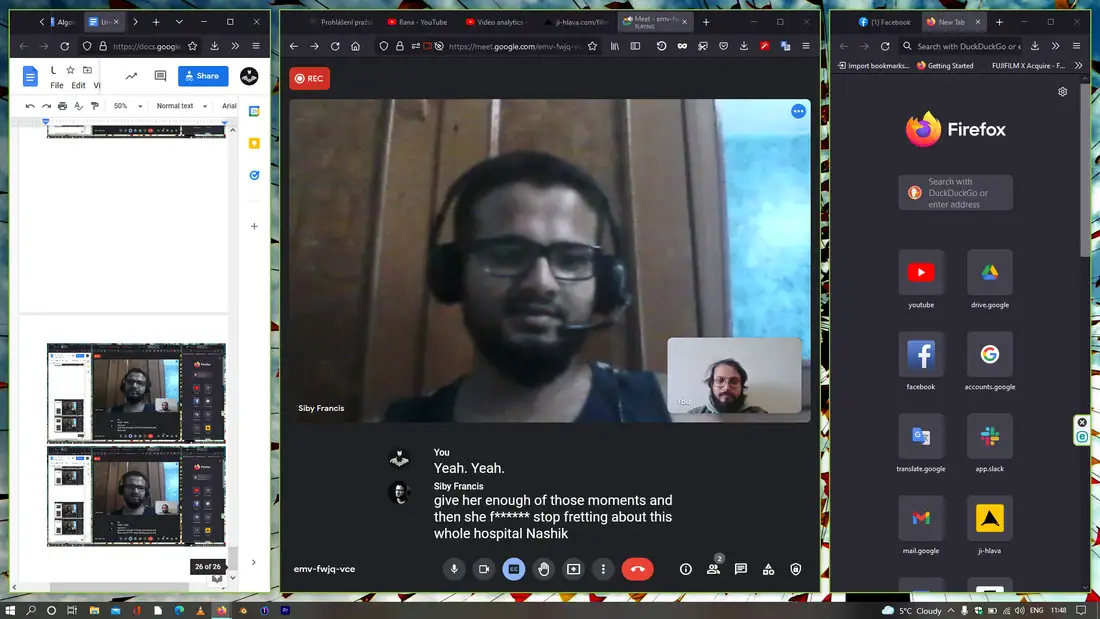 Algo
Un
https://docs.google
File Edit Vi
Share
50% Normal text Arial
26 of 26
Prohlášení praž
Rana - YouTube
Video analytics -
ji-hlava.com/film
Meet - emv-f
PLAYING
https://meet.google.com/emv-fwjq-v
REC
Siby Francis
You
You
Yeah. Yeah.
Siby Francis
give her enough of those moments and
then she f****** stop fretting about this
whole hospital Nashik
emv-fwjq-vce
2
(1) Facebook
New Tab
Search with DuckDuckGo or e
Import bookmarks...
Getting Started
FUJIFILM X Acquire - F...
Firefox
Search with
DuckDuckGo or
enter address
youtube
drive.google
facebook
accounts.google
translate.google
app.slack
mail.google
ji-hlava
5°C Cloudy
ENG
11:48